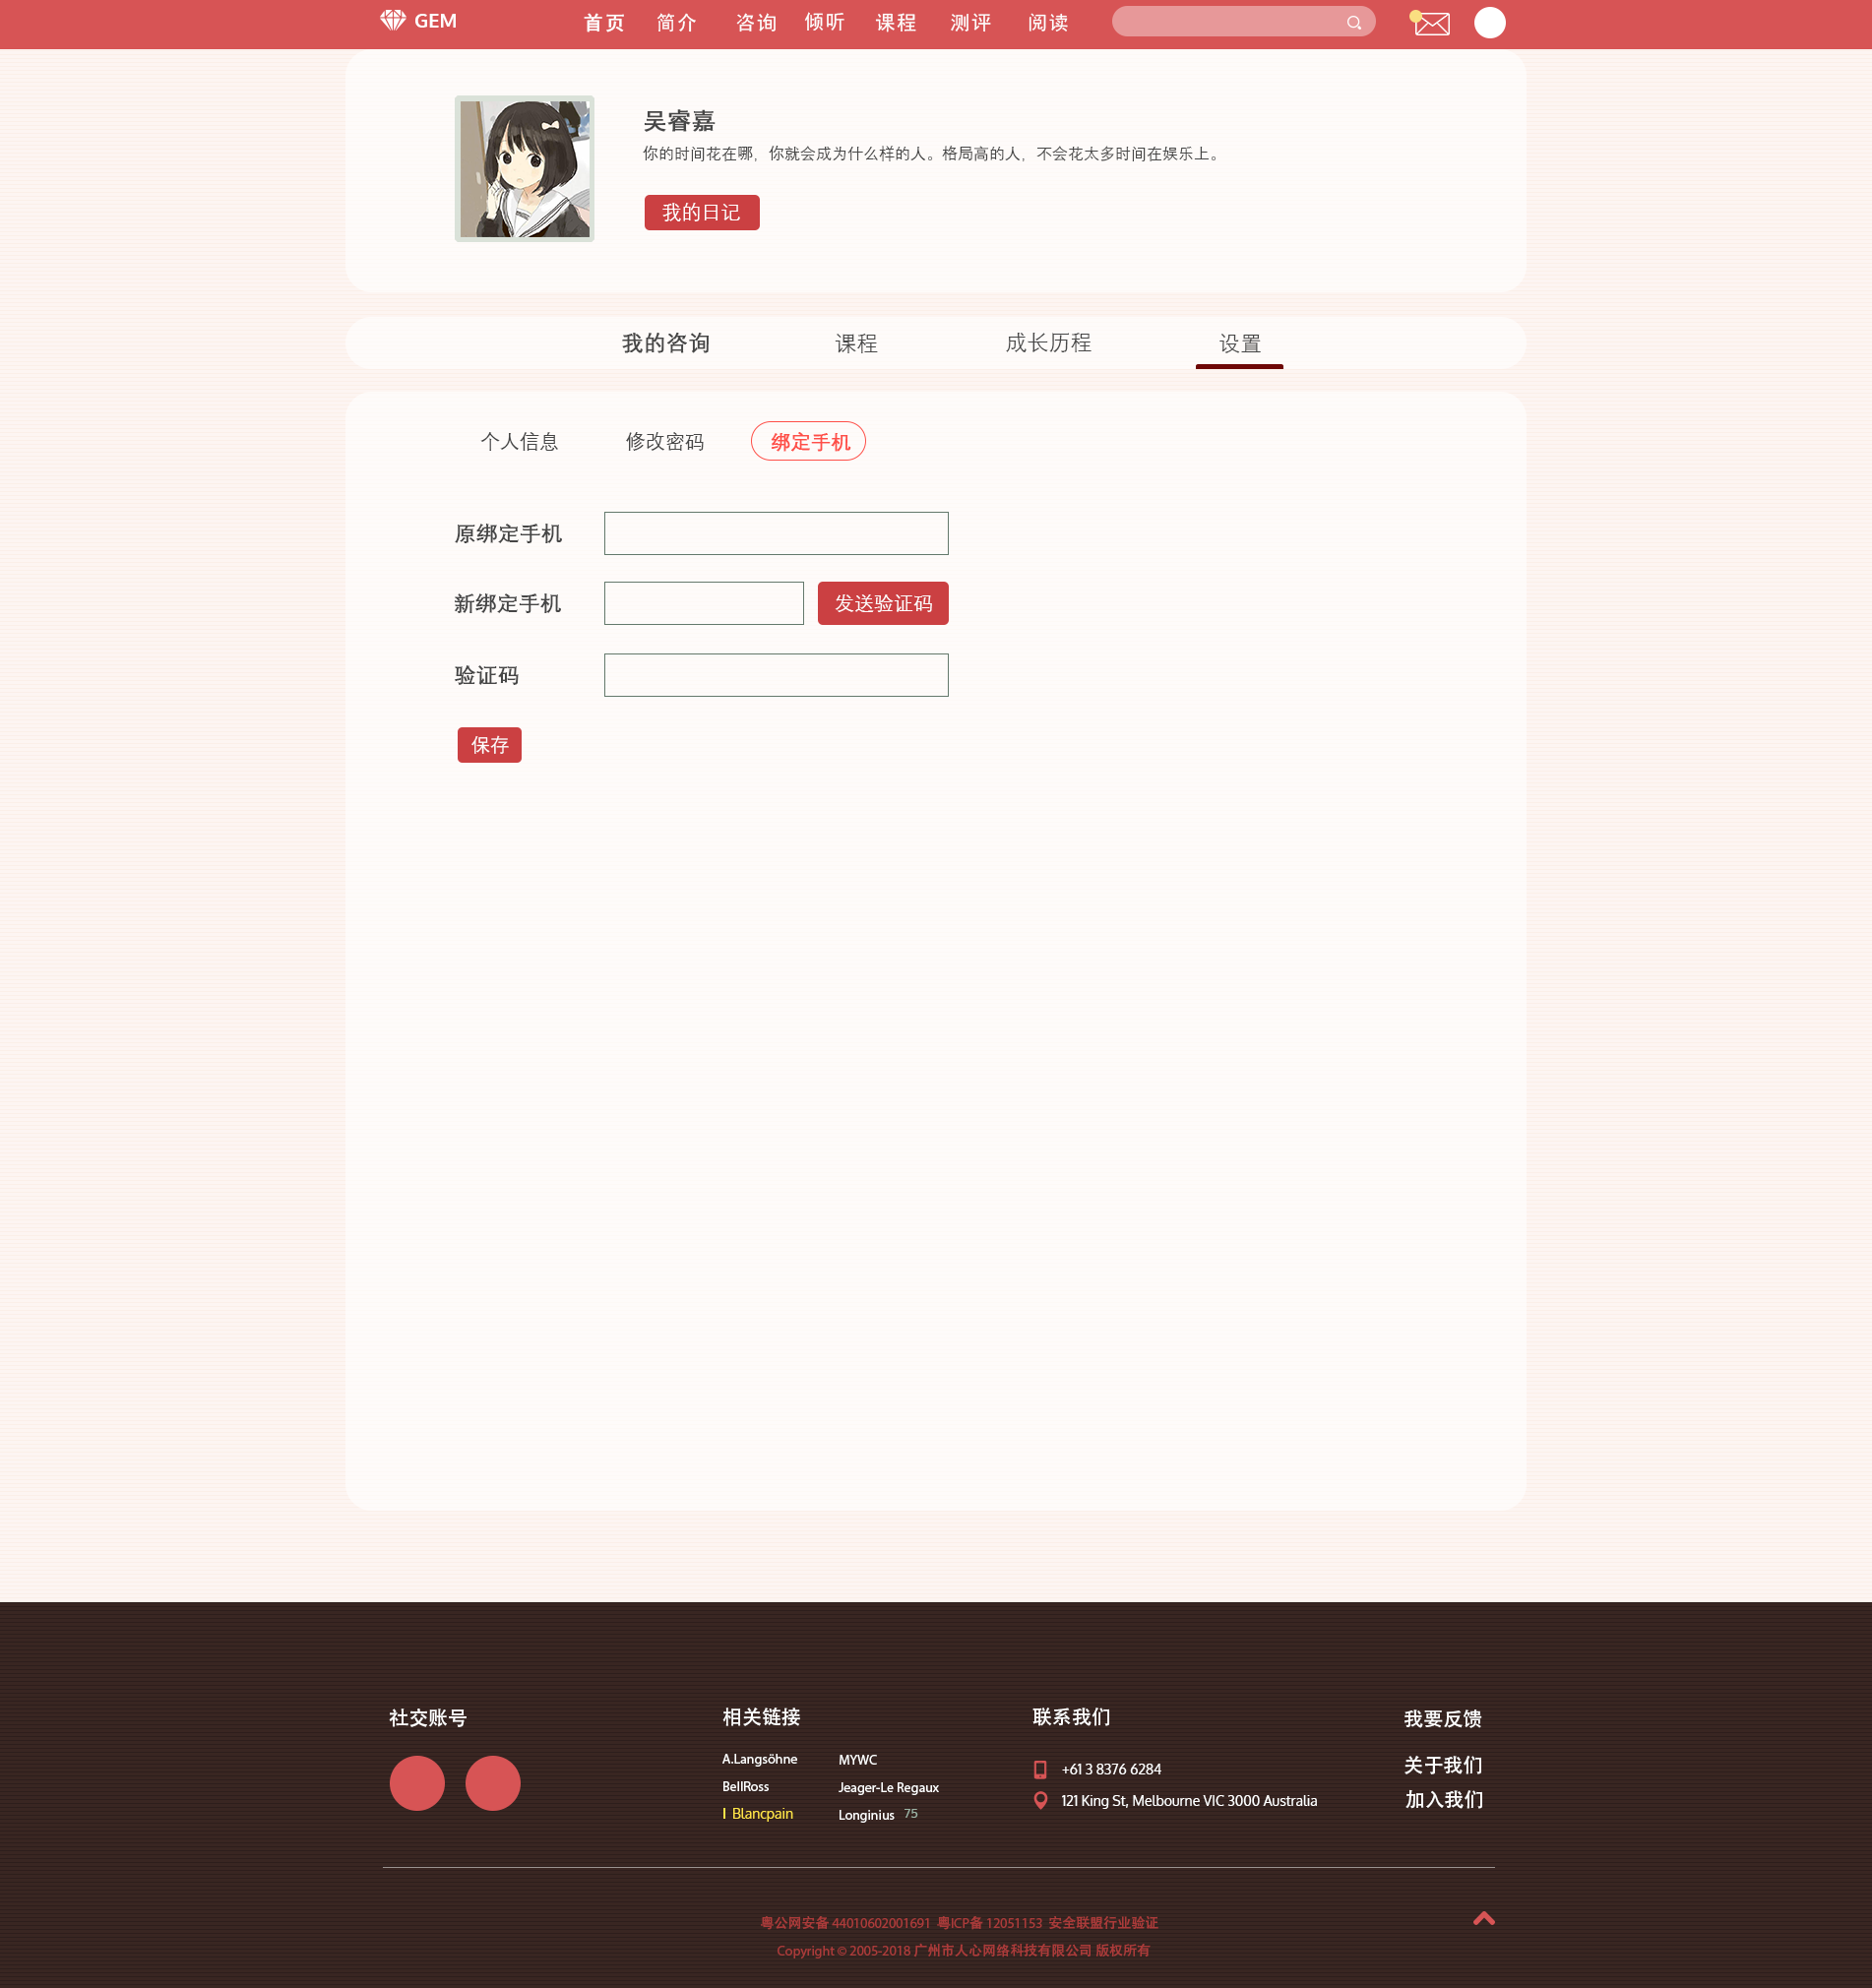 GEM
首页 简介 咨询 倾听 课程 测评 阅读
吴睿嘉
你的时间花在哪，你就会成为什么样的人。格局高的人，不会花太多时间在娱乐上。
我的日记
我的咨询 课程 成长历程 设置
个人信息 修改密码 绑定手机
原绑定手机
新绑定手机 发送验证码
验证码
保存
社交账号
相关链接
A.Langsöhne MYWC
BellRoss Jeager-Le Regaux
Blancpain Longinius 75
联系我们
+61 3 8376 6284
121 King St, Melbourne VIC 3000 Australia
我要反馈
关于我们
加入我们
粤公网安备 44010602001691 粤ICP备 12051153 安全联盟行业验证
Copyright © 2005-2018 广州市人心网络科技有限公司 版权所有